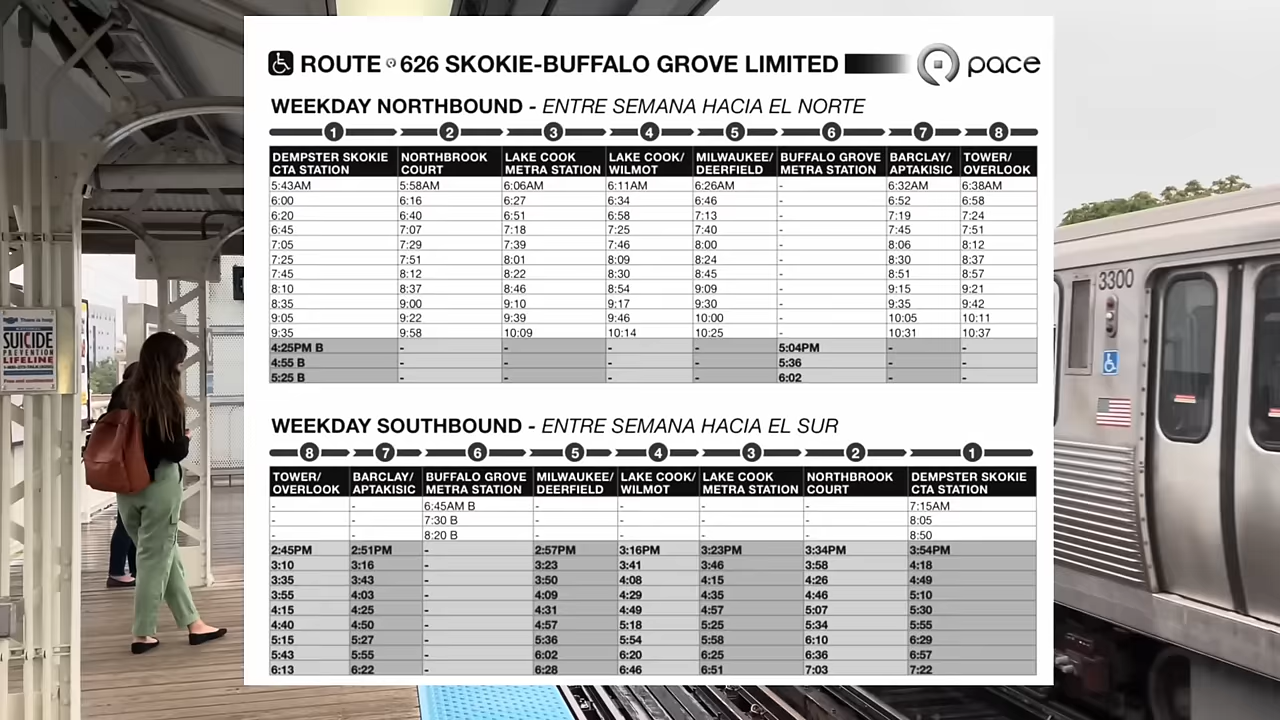 ROUTE 626 SKOKIE-BUFFALO GROVE LIMITED pace
WEEKDAY NORTHBOUND - ENTRE SEMANA HACIA EL NORTE
1 2 3 4 5 6 7 8
DEMPSTER SKOKIE CTA STATION NORTHBROOK COURT LAKE COOK METRA STATION LAKE COOK/ WILMOT MILWAUKEE/ DEERFIELD BUFFALO GROVE METRA STATION BARCLAY/ APTAKISIC TOWER/ OVERLOOK
5:43AM 5:58AM 6:06AM 6:11AM 6:26AM - 6:32AM 6:38AM
6:00 6:16 6:27 6:34 6:46 - 6:52 6:58
6:20 6:40 6:51 6:58 7:13 - 7:19 7:24
6:45 7:07 7:18 7:25 7:40 - 7:45 7:51
7:05 7:29 7:39 7:46 8:00 - 8:06 8:12
7:25 7:51 8:01 8:09 8:24 - 8:30 8:37
7:45 8:12 8:22 8:30 8:45 - 8:51 8:57
8:10 8:37 8:46 8:54 9:09 - 9:15 9:21
8:35 9:00 9:10 9:17 9:30 - 9:35 9:42
9:05 9:22 9:39 9:46 10:00 - 10:05 10:11
9:35 9:58 10:09 10:14 10:25 - 10:31 10:37
4:25PM B - - - - 5:04PM - -
4:55 B - - - - 5:36 - -
5:25 B - - - - 6:02 - -
WEEKDAY SOUTHBOUND - ENTRE SEMANA HACIA EL SUR
8 7 6 5 4 3 2 1
TOWER/ OVERLOOK BARCLAY/ APTAKISIC BUFFALO GROVE METRA STATION MILWAUKEE/ DEERFIELD LAKE COOK/ WILMOT LAKE COOK METRA STATION NORTHBROOK COURT DEMPSTER SKOKIE CTA STATION
- - 6:45AM B - - - - 7:15AM
- - 7:30 B - - - - 8:05
- - 8:20 B - - - - 8:50
2:45PM 2:51PM - 2:57PM 3:16PM 3:23PM 3:34PM 3:54PM
3:10 3:16 - 3:23 3:41 3:46 3:58 4:18
3:35 3:43 - 3:50 4:08 4:15 4:26 4:49
3:55 4:03 - 4:09 4:29 4:35 4:46 5:10
4:15 4:25 - 4:31 4:49 4:57 5:07 5:30
4:40 4:50 - 4:57 5:18 5:25 5:34 5:55
5:15 5:27 - 5:36 5:54 5:58 6:10 6:29
5:43 5:55 - 6:02 6:20 6:25 6:36 6:57
6:13 6:22 - 6:28 6:46 6:51 7:03 7:22
There is help
SUICIDE
PREVENTION
LIFELINE
3300